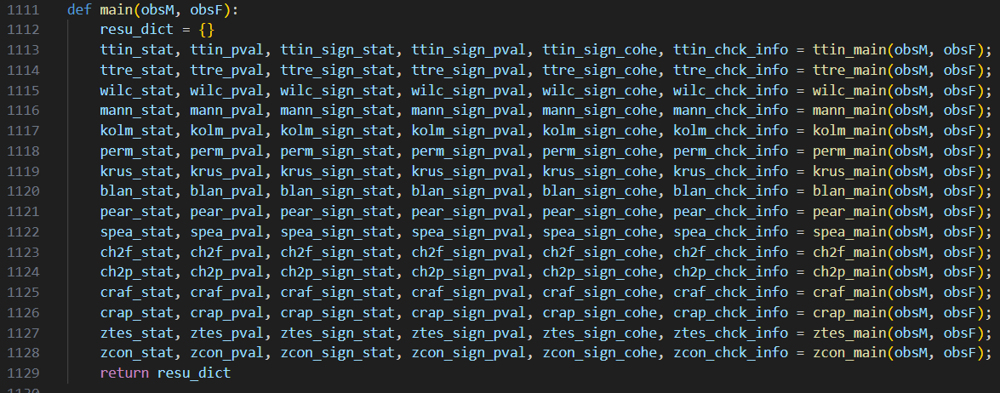 1111 def main(obsM, obsF):
1112 resu_dict = {}
1113 ttin_stat, ttin_pval, ttin_sign_stat, ttin_sign_pval, ttin_sign_cohe, ttin_chck_info = ttin_main(obsM, obsF);
1114 ttre_stat, ttre_pval, ttre_sign_stat, ttre_sign_pval, ttre_sign_cohe, ttre_chck_info = ttre_main(obsM, obsF);
1115 wilc_stat, wilc_pval, wilc_sign_stat, wilc_sign_pval, wilc_sign_cohe, wilc_chck_info = wilc_main(obsM, obsF);
1116 mann_stat, mann_pval, mann_sign_stat, mann_sign_pval, mann_sign_cohe, mann_chck_info = mann_main(obsM, obsF);
1117 kolm_stat, kolm_pval, kolm_sign_stat, kolm_sign_pval, kolm_sign_cohe, kolm_chck_info = kolm_main(obsM, obsF);
1118 perm_stat, perm_pval, perm_sign_stat, perm_sign_pval, perm_sign_cohe, perm_chck_info = perm_main(obsM, obsF);
1119 krus_stat, krus_pval, krus_sign_stat, krus_sign_pval, krus_sign_cohe, krus_chck_info = krus_main(obsM, obsF);
1120 blan_stat, blan_pval, blan_sign_stat, blan_sign_pval, blan_sign_cohe, blan_chck_info = blan_main(obsM, obsF);
1121 pear_stat, pear_pval, pear_sign_stat, pear_sign_pval, pear_sign_cohe, pear_chck_info = pear_main(obsM, obsF);
1122 spea_stat, spea_pval, spea_sign_stat, spea_sign_pval, spea_sign_cohe, spea_chck_info = spea_main(obsM, obsF);
1123 ch2f_stat, ch2f_pval, ch2f_sign_stat, ch2f_sign_pval, ch2f_sign_cohe, ch2f_chck_info = ch2f_main(obsM, obsF);
1124 ch2p_stat, ch2p_pval, ch2p_sign_stat, ch2p_sign_pval, ch2p_sign_cohe, ch2p_chck_info = ch2p_main(obsM, obsF);
1125 craf_stat, craf_pval, craf_sign_stat, craf_sign_pval, craf_sign_cohe, craf_chck_info = craf_main(obsM, obsF);
1126 crap_stat, crap_pval, crap_sign_stat, crap_sign_pval, crap_sign_cohe, crap_chck_info = crap_main(obsM, obsF);
1127 ztes_stat, ztes_pval, ztes_sign_stat, ztes_sign_pval, ztes_sign_cohe, ztes_chck_info = ztes_main(obsM, obsF);
1128 zcon_stat, zcon_pval, zcon_sign_stat, zcon_sign_pval, zcon_sign_cohe, zcon_chck_info = zcon_main(obsM, obsF);
1129 return resu_dict